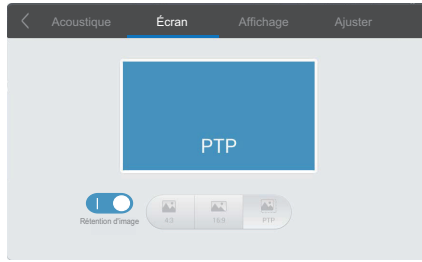 Acoustique Écran Affichage Ajuster
PTP
Rétention d'image
4:3 16:9 PTP